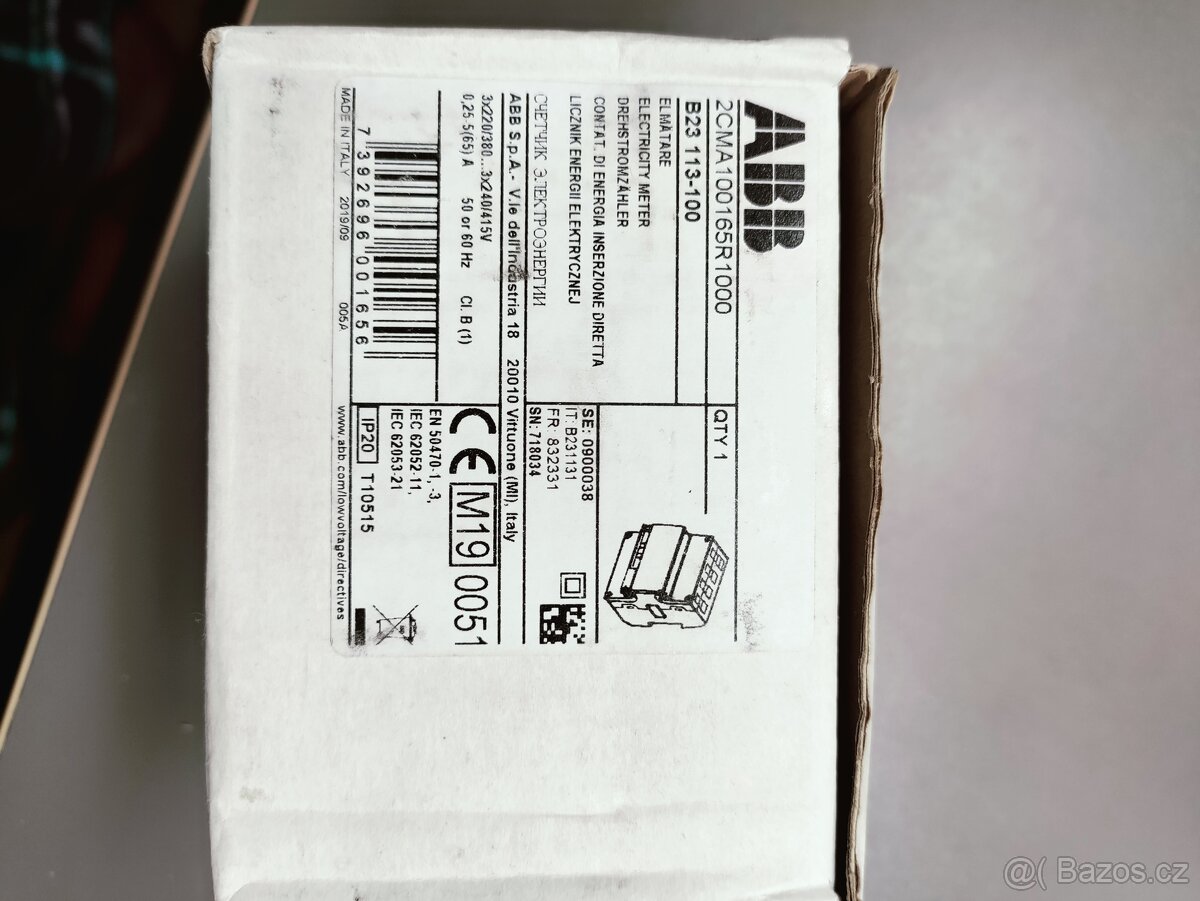 ABB
2CMA100165R1000
QTY 1
B23 113-100
ELMÄTARE
ELECTRICITY METER
DREHSTROMZÄHLER
CONTAT. DI ENERGIA INSERZIONE DIRETTA
LICZNIK ENERGII ELEKTRYCZNEJ
СЧЕТЧИК ЭЛЕКТРОЭНЕРГИИ
SE: 0900038
IT: B231131
FR: 832331
SN: 718034
ABB S.p.A.- V.le dell'Industria 18 20010 Vittuone (MI), Italy
3x220/380...3x240/415V
0,25-5(65) A 50 or 60 Hz Cl. B (1)
CE M19 0051
EN 50470-1, -3,
IEC 62052-11,
IEC 62053-21
7 392696 001656
IP20 T10515
MADE IN ITALY 2019/09 005A
www.abb.com/lowvoltage/directives
@( Bazos.cz